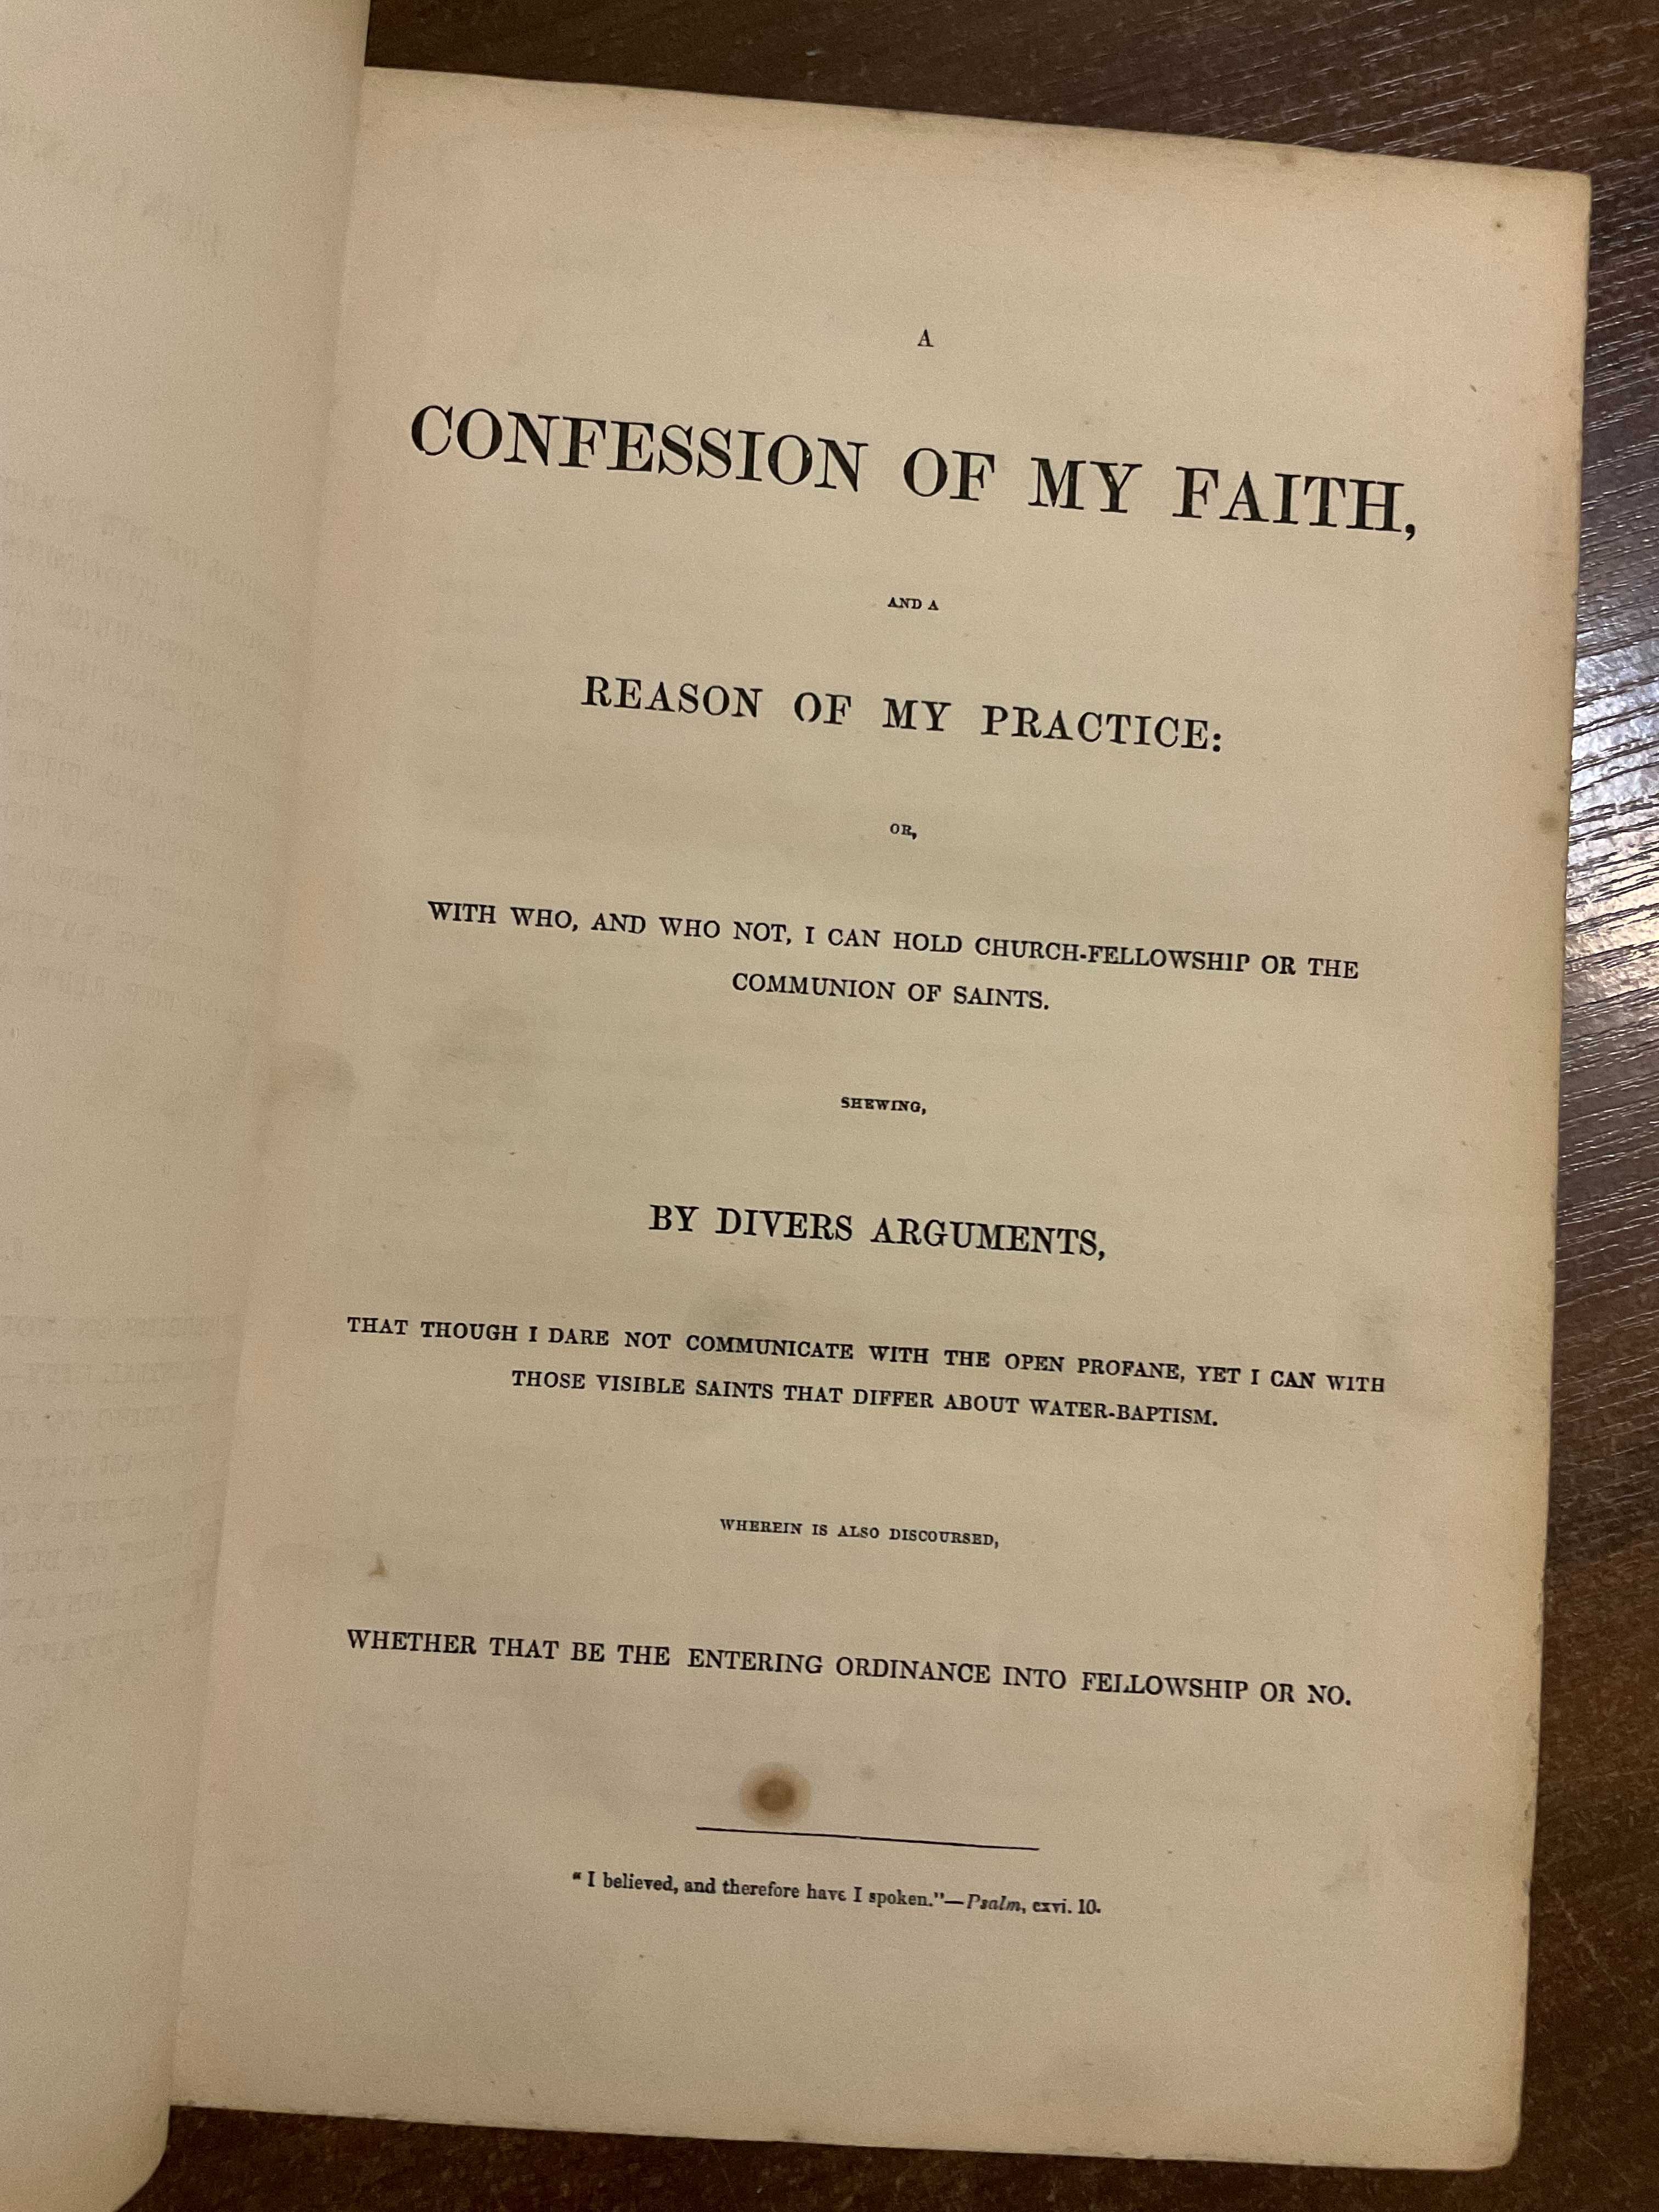 A
CONFESSION OF MY FAITH,
AND A
REASON OF MY PRACTICE:
OR,
WITH WHO, AND WHO NOT, I CAN HOLD CHURCH-FELLOWSHIP OR THE
COMMUNION OF SAINTS.
SHEWING,
BY DIVERS ARGUMENTS,
THAT THOUGH I DARE NOT COMMUNICATE WITH THE OPEN PROFANE, YET I CAN WITH
THOSE VISIBLE SAINTS THAT DIFFER ABOUT WATER-BAPTISM.
WHEREIN IS ALSO DISCOURSED,
WHETHER THAT BE THE ENTERING ORDINANCE INTO FELLOWSHIP OR NO.
“ I believed, and therefore have I spoken.”—Psalm, cxvi. 10.